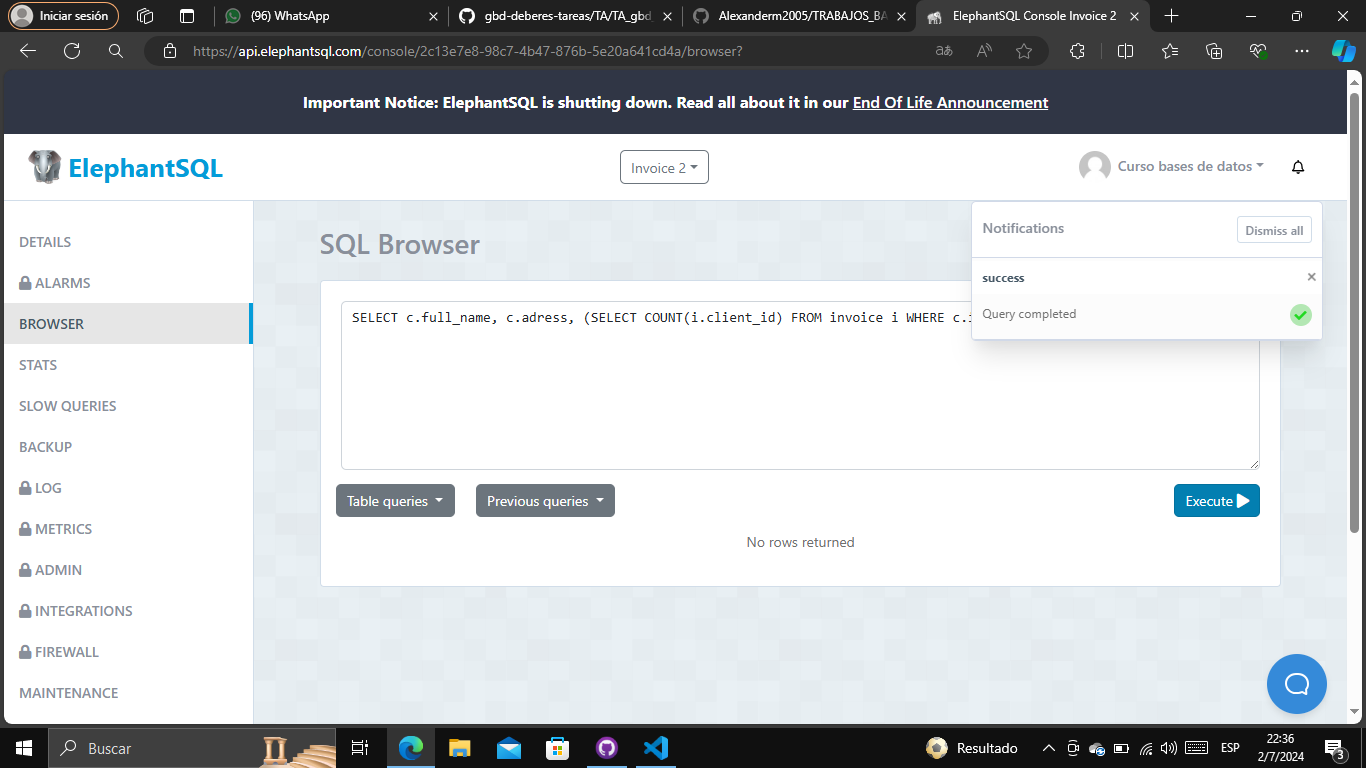 Iniciar sesión
(96) WhatsApp
gbd-deberes-tareas/TA/TA_gbd
Alexanderm2005/TRABAJOS_BA
ElephantSQL Console Invoice 2
https://api.elephantsql.com/console/2c13e7e8-98c7-4b47-876b-5e20a641cd4a/browser?
Important Notice: ElephantSQL is shutting down. Read all about it in our End Of Life Announcement
ElephantSQL
Invoice 2
Curso bases de datos
DETAILS
ALARMS
BROWSER
STATS
SLOW QUERIES
BACKUP
LOG
METRICS
ADMIN
INTEGRATIONS
FIREWALL
MAINTENANCE
SQL Browser
Notifications
Dismiss all
success
Query completed
SELECT c.full_name, c.adress, (SELECT COUNT(i.client_id) FROM invoice i WHERE c.i
Table queries
Previous queries
Execute
No rows returned
Buscar
Resultado
ESP
22:36
2/7/2024
3